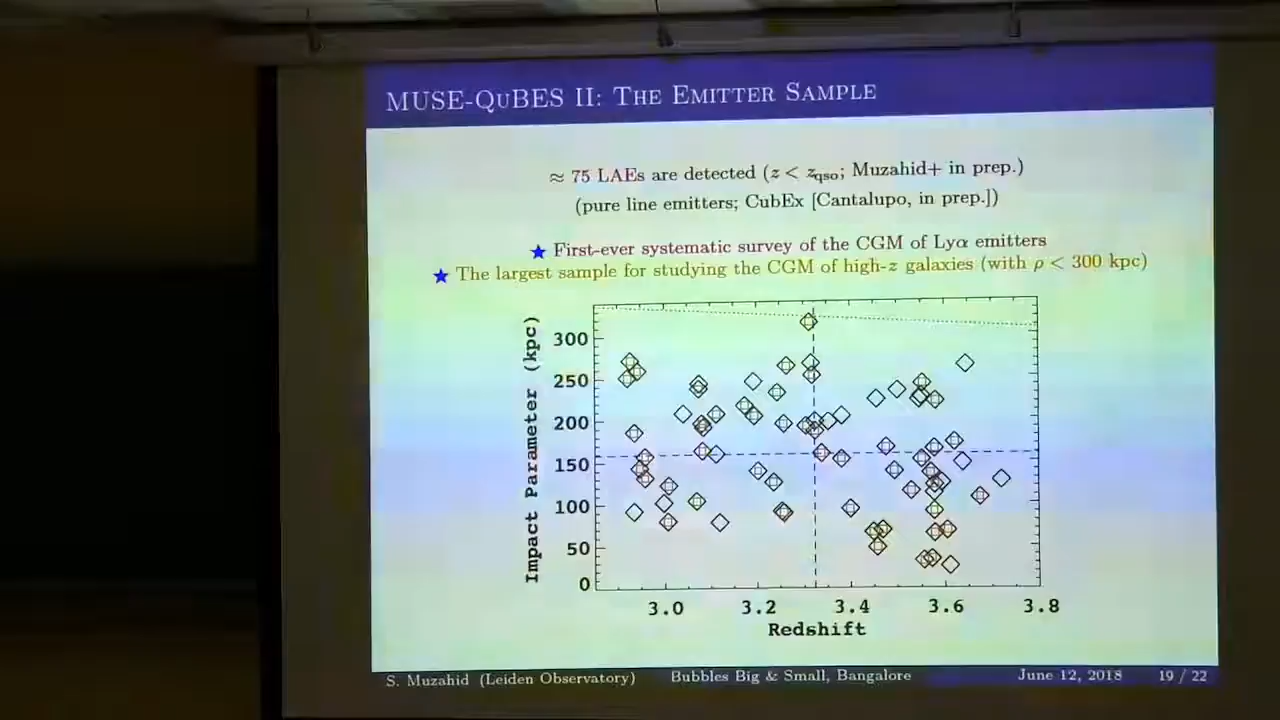 MUSE-QuBES II: The Emitter Sample
≈ 75 LAEs are detected (z < zqso; Muzahid+ in prep.)
(pure line emitters; CubEx [Cantalupo, in prep.])
★ First-ever systematic survey of the CGM of Lyα emitters
★ The largest sample for studying the CGM of high-z galaxies (with ρ < 300 kpc)
Impact Parameter (kpc)
300
250
200
150
100
50
0
3.0 3.2 3.4 3.6 3.8
Redshift
S. Muzahid (Leiden Observatory) Bubbles Big & Small, Bangalore June 12, 2018 19 / 22